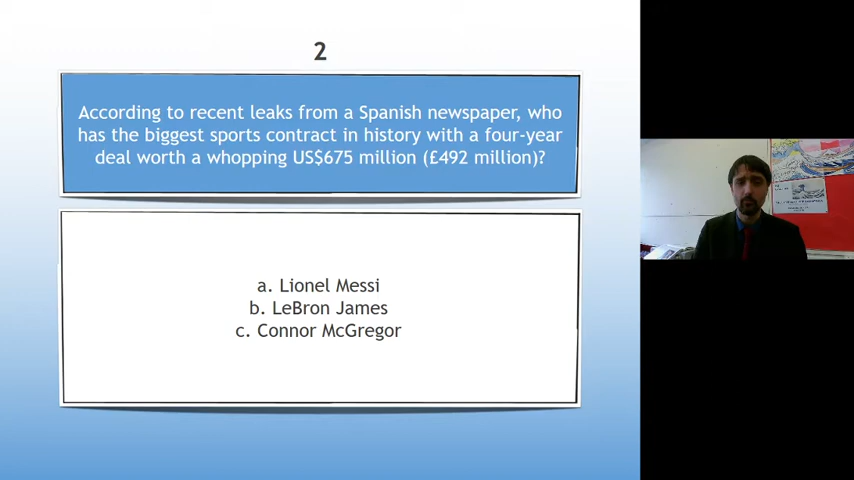 2
According to recent leaks from a Spanish newspaper, who
has the biggest sports contract in history with a four-year
deal worth a whopping US$675 million (£492 million)?
a. Lionel Messi
b. LeBron James
c. Connor McGregor